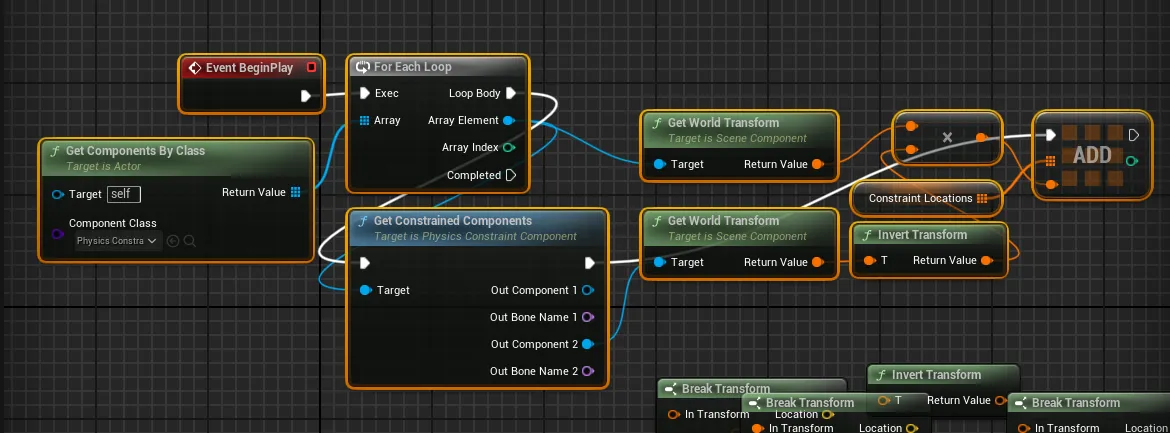 Event BeginPlay
For Each Loop
Exec
Loop Body
Array
Array Element
Array Index
Completed
Get Components By Class
Target is Actor
Target
self
Return Value
Component Class
Physics Constra
Get Constrained Components
Target is Physics Constraint Component
Target
Out Component 1
Out Bone Name 1
Out Component 2
Out Bone Name 2
Get World Transform
Target is Scene Component
Target
Return Value
Get World Transform
Target is Scene Component
Target
Return Value
Constraint Locations
Invert Transform
T
Return Value
ADD
Break Transform
In Transform
Location
Break Transform
In Transform
Location
Invert Transform
T
Return Value
Break Transform
In Transform
Location